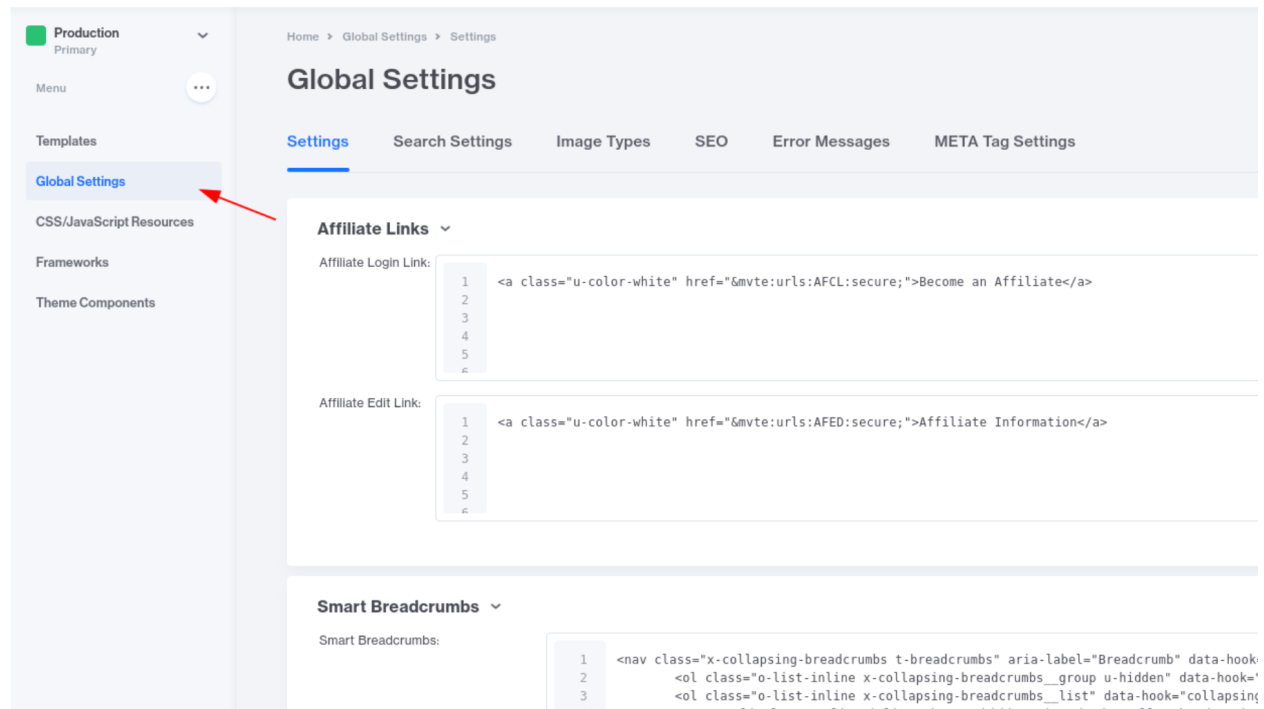 Production
Primary
Menu
Templates
Global Settings
CSS/JavaScript Resources
Frameworks
Theme Components
Home > Global Settings > Settings
Global Settings
Settings Search Settings Image Types SEO Error Messages META Tag Settings
Affiliate Links
Affiliate Login Link:
1 <a class="u-color-white" href="&mvte:urls:AFCL:secure;">Become an Affiliate</a>
2
3
4
5
6
Affiliate Edit Link:
1 <a class="u-color-white" href="&mvte:urls:AFED:secure;">Affiliate Information</a>
2
3
4
5
6
Smart Breadcrumbs
Smart Breadcrumbs:
1 <nav class="x-collapsing-breadcrumbs t-breadcrumbs" aria-label="Breadcrumb" data-hook
2 <ol class="o-list-inline x-collapsing-breadcrumbs__group u-hidden" data-hook="
3 <ol class="o-list-inline x-collapsing-breadcrumbs__list" data-hook="collapsing